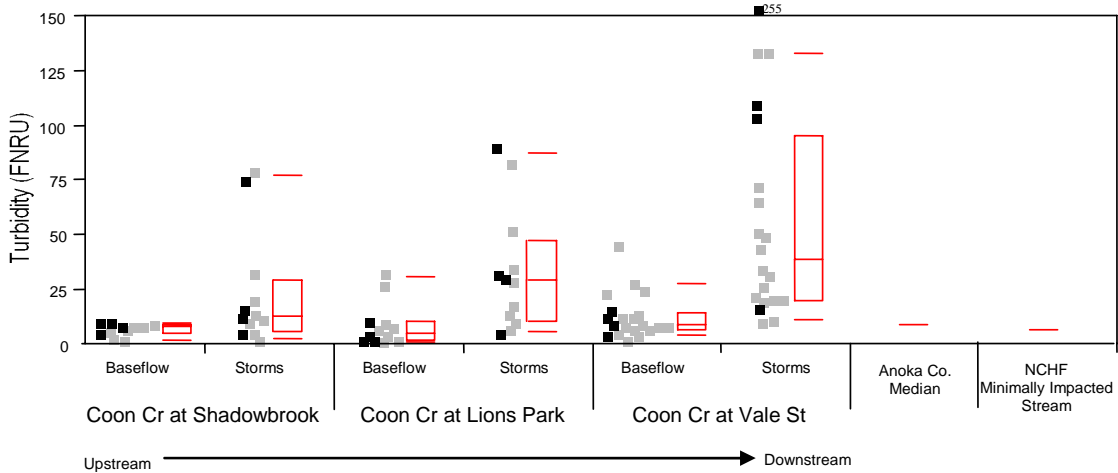 150
255
125
100
75
50
25
0
Turbidity (FNRU)
Baseflow Storms Baseflow Storms Baseflow Storms
Anoka Co.
Median
NCHF
Minimally Impacted
Stream
Coon Cr at Shadowbrook Coon Cr at Lions Park Coon Cr at Vale St
Upstream Downstream